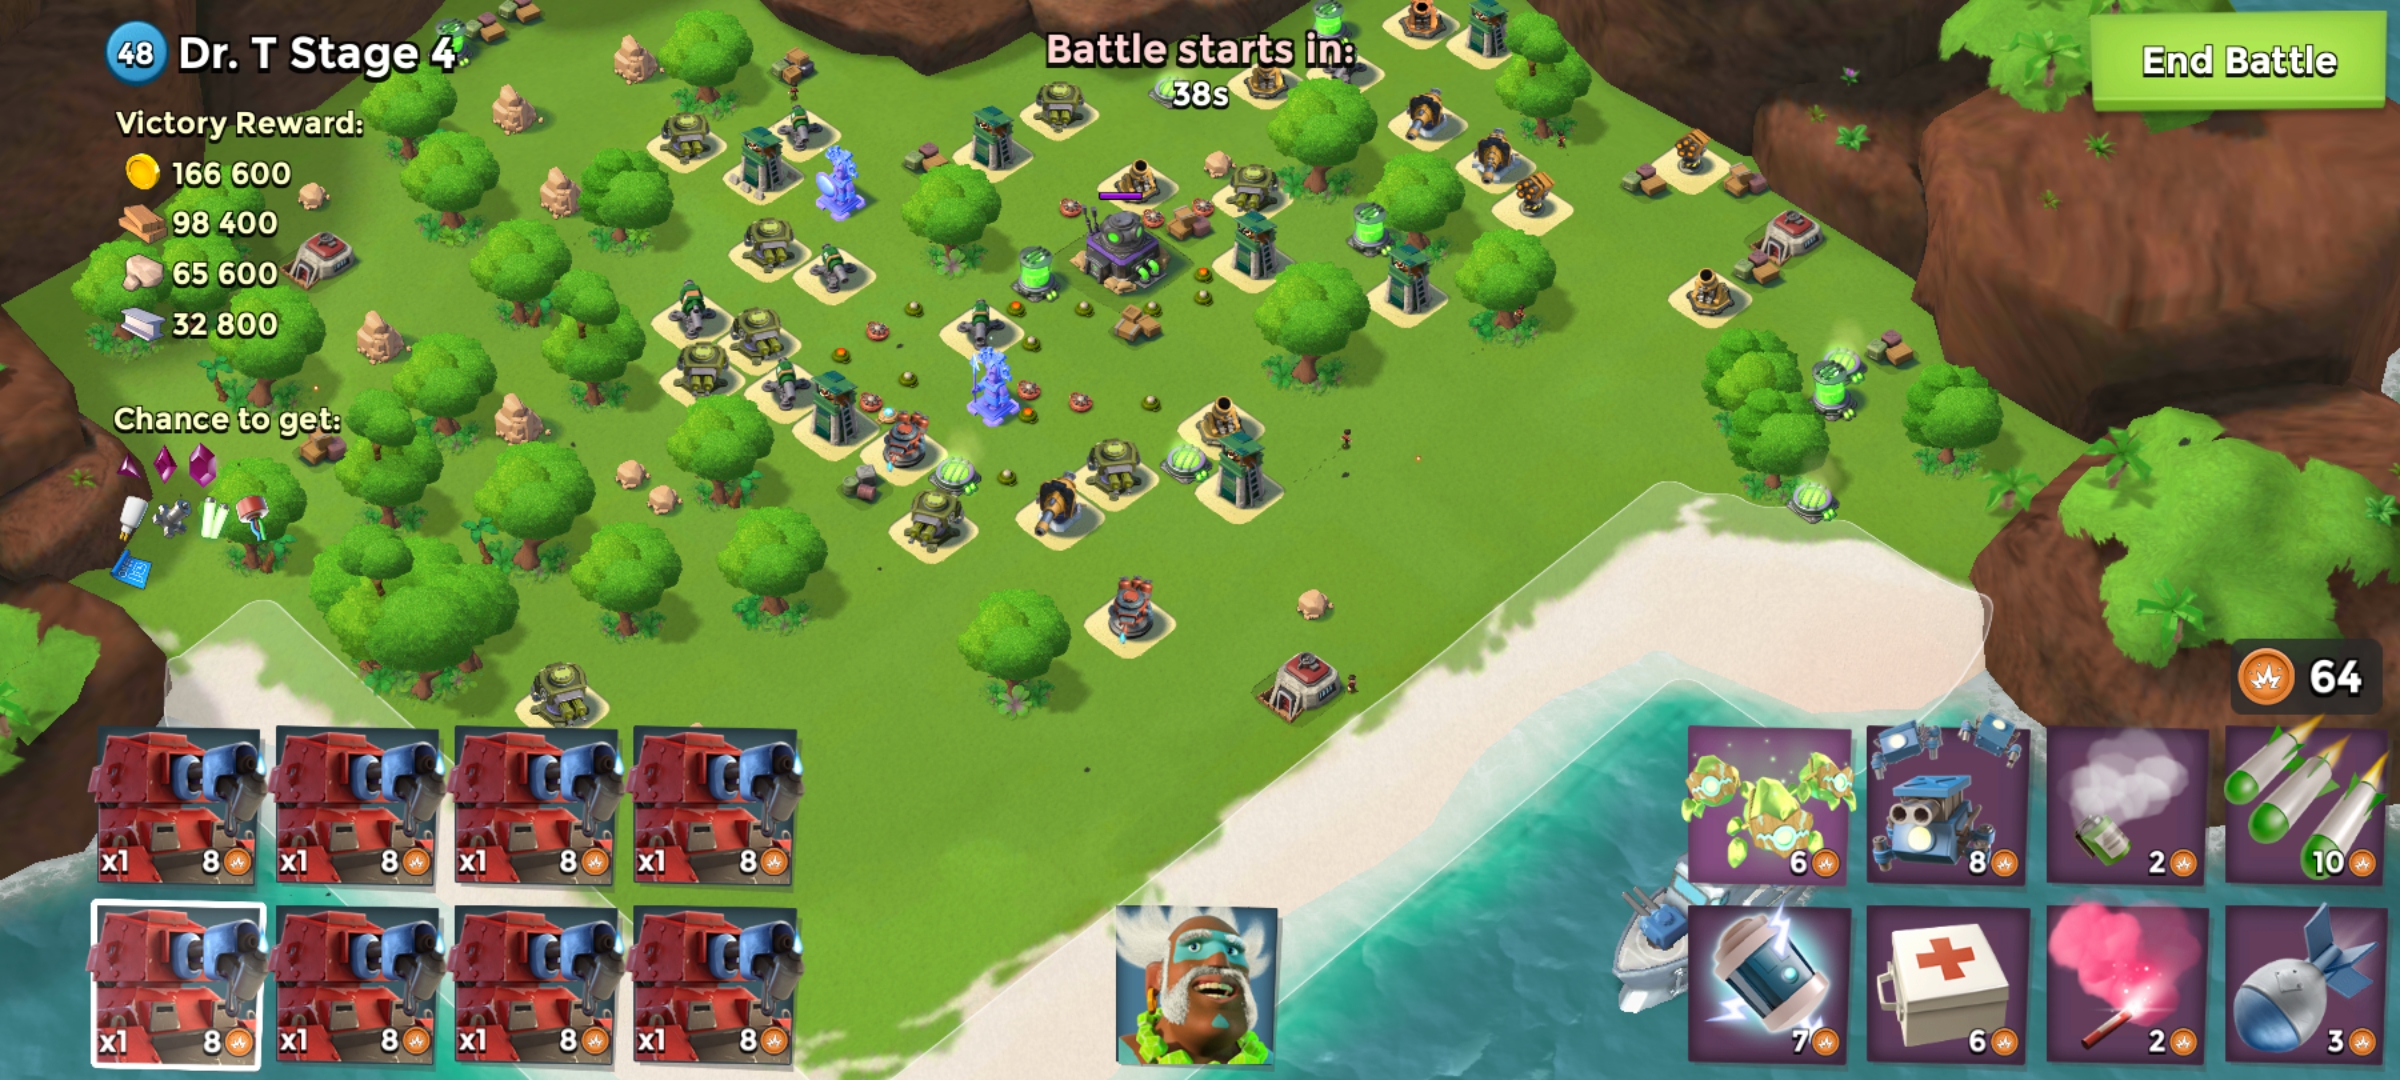 48 Dr. T Stage 4
Battle starts in:
38s
End Battle
Victory Reward:
166 600
98 400
65 600
32 800
Chance to get:
64
x1 8 x1 8 x1 8 x1 8
6 8 2 10
x1 8 x1 8 x1 8 x1 8
7 6 2 3